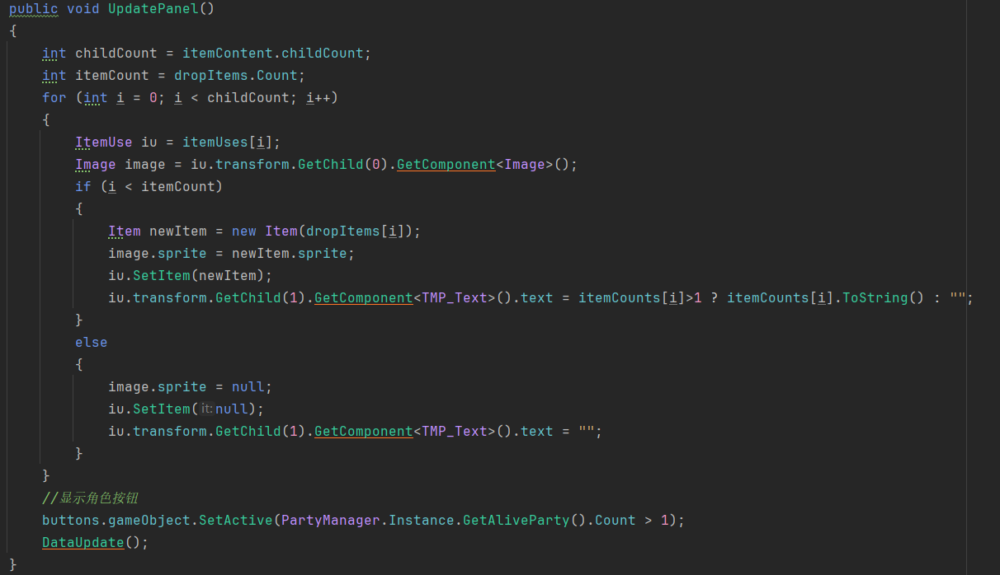 public void UpdatePanel()
{
    int childCount = itemContent.childCount;
    int itemCount = dropItems.Count;
    for (int i = 0; i < childCount; i++)
    {
        ItemUse iu = itemUses[i];
        Image image = iu.transform.GetChild(0).GetComponent<Image>();
        if (i < itemCount)
        {
            Item newItem = new Item(dropItems[i]);
            image.sprite = newItem.sprite;
            iu.SetItem(newItem);
            iu.transform.GetChild(1).GetComponent<TMP_Text>().text = itemCounts[i]>1 ? itemCounts[i].ToString() : "";
        }
        else
        {
            image.sprite = null;
            iu.SetItem(it:null);
            iu.transform.GetChild(1).GetComponent<TMP_Text>().text = "";
        }
    }
    //显示角色按钮
    buttons.gameObject.SetActive(PartyManager.Instance.GetAliveParty().Count > 1);
    DataUpdate();
}